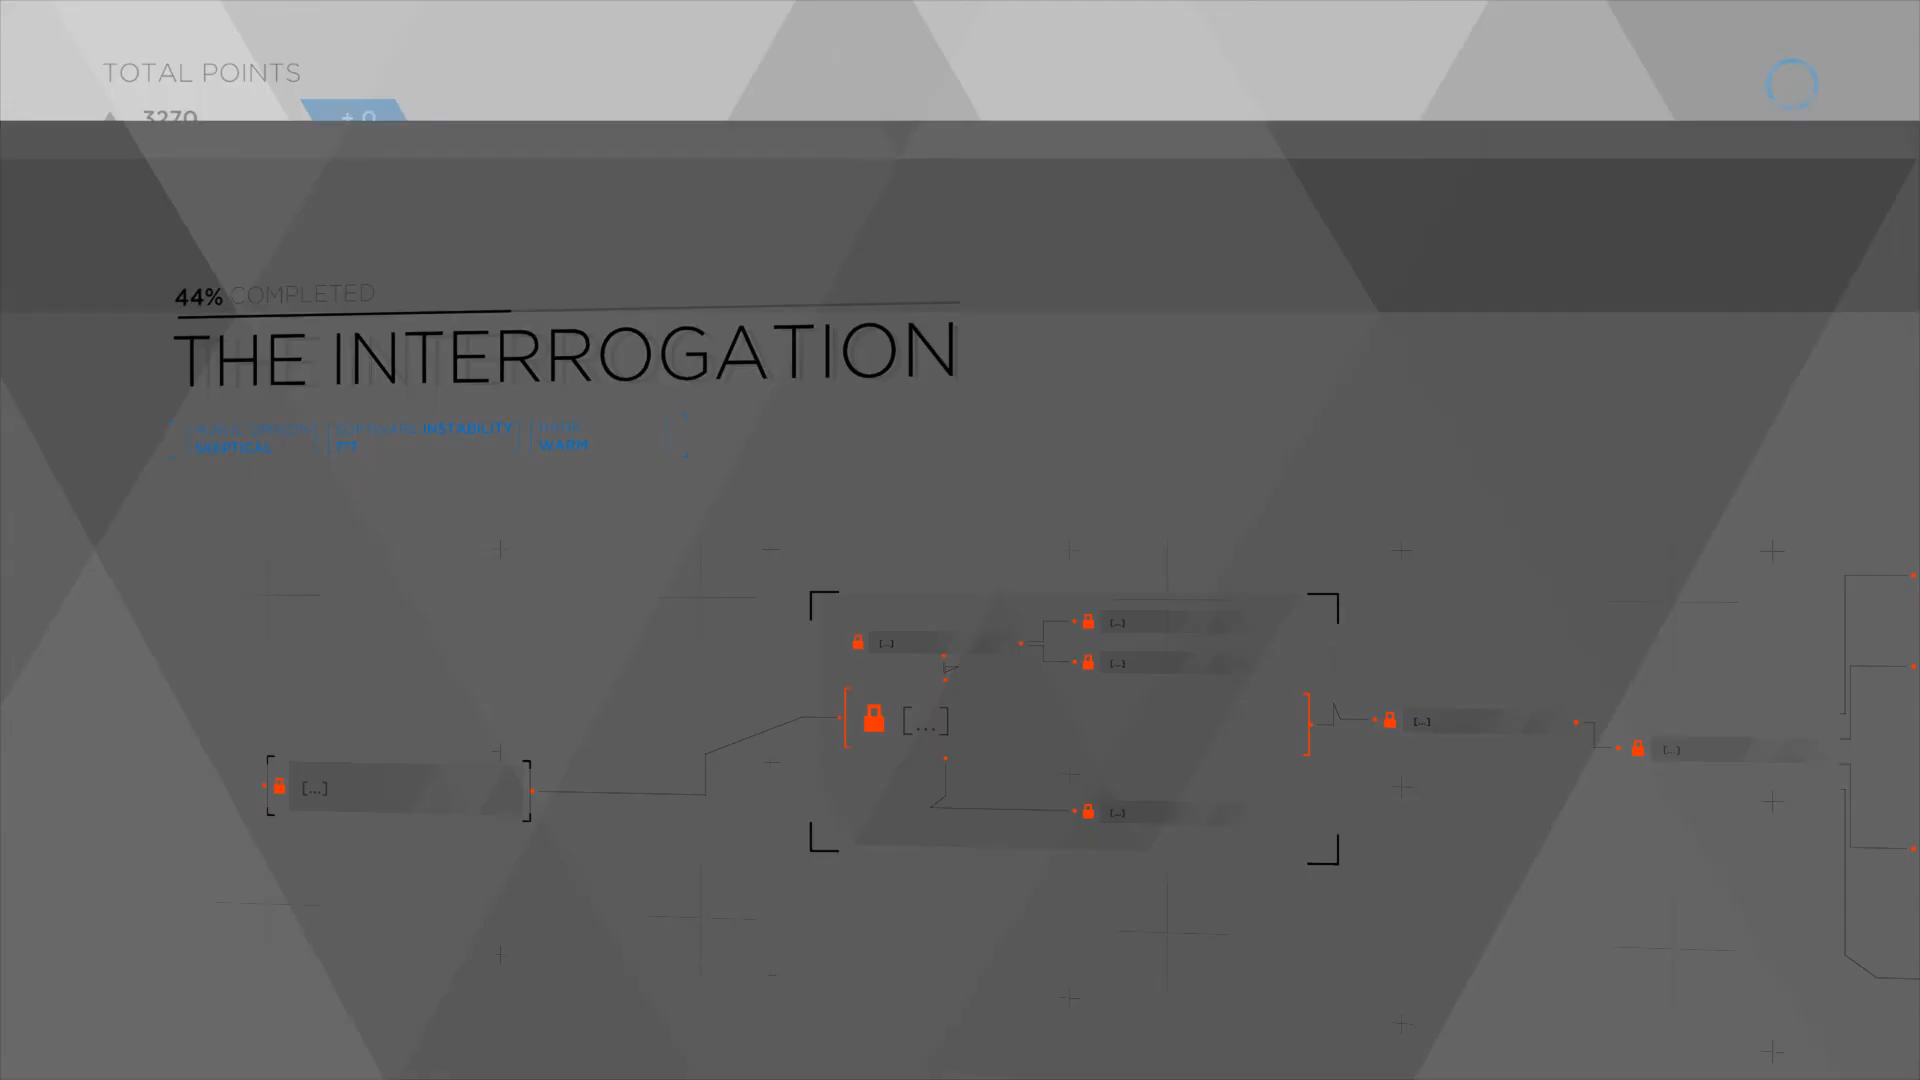 TOTAL POINTS
3270
+ 0
44% COMPLETED
THE INTERROGATION
PUBLIC OPINION
SKEPTICAL
SOFTWARE INSTABILITY
???
HANK
WARM
[...]
[...]
[...]
[...]
[...]
[...]
[...]
[...]